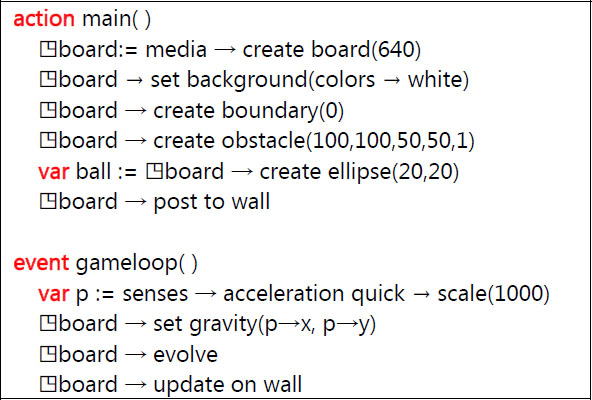 action main( )
◳board:= media → create board(640)
◳board → set background(colors → white)
◳board → create boundary(0)
◳board → create obstacle(100,100,50,50,1)
var ball := ◳board → create ellipse(20,20)
◳board → post to wall
event gameloop( )
var p := senses → acceleration quick → scale(1000)
◳board → set gravity(p→x, p→y)
◳board → evolve
◳board → update on wall